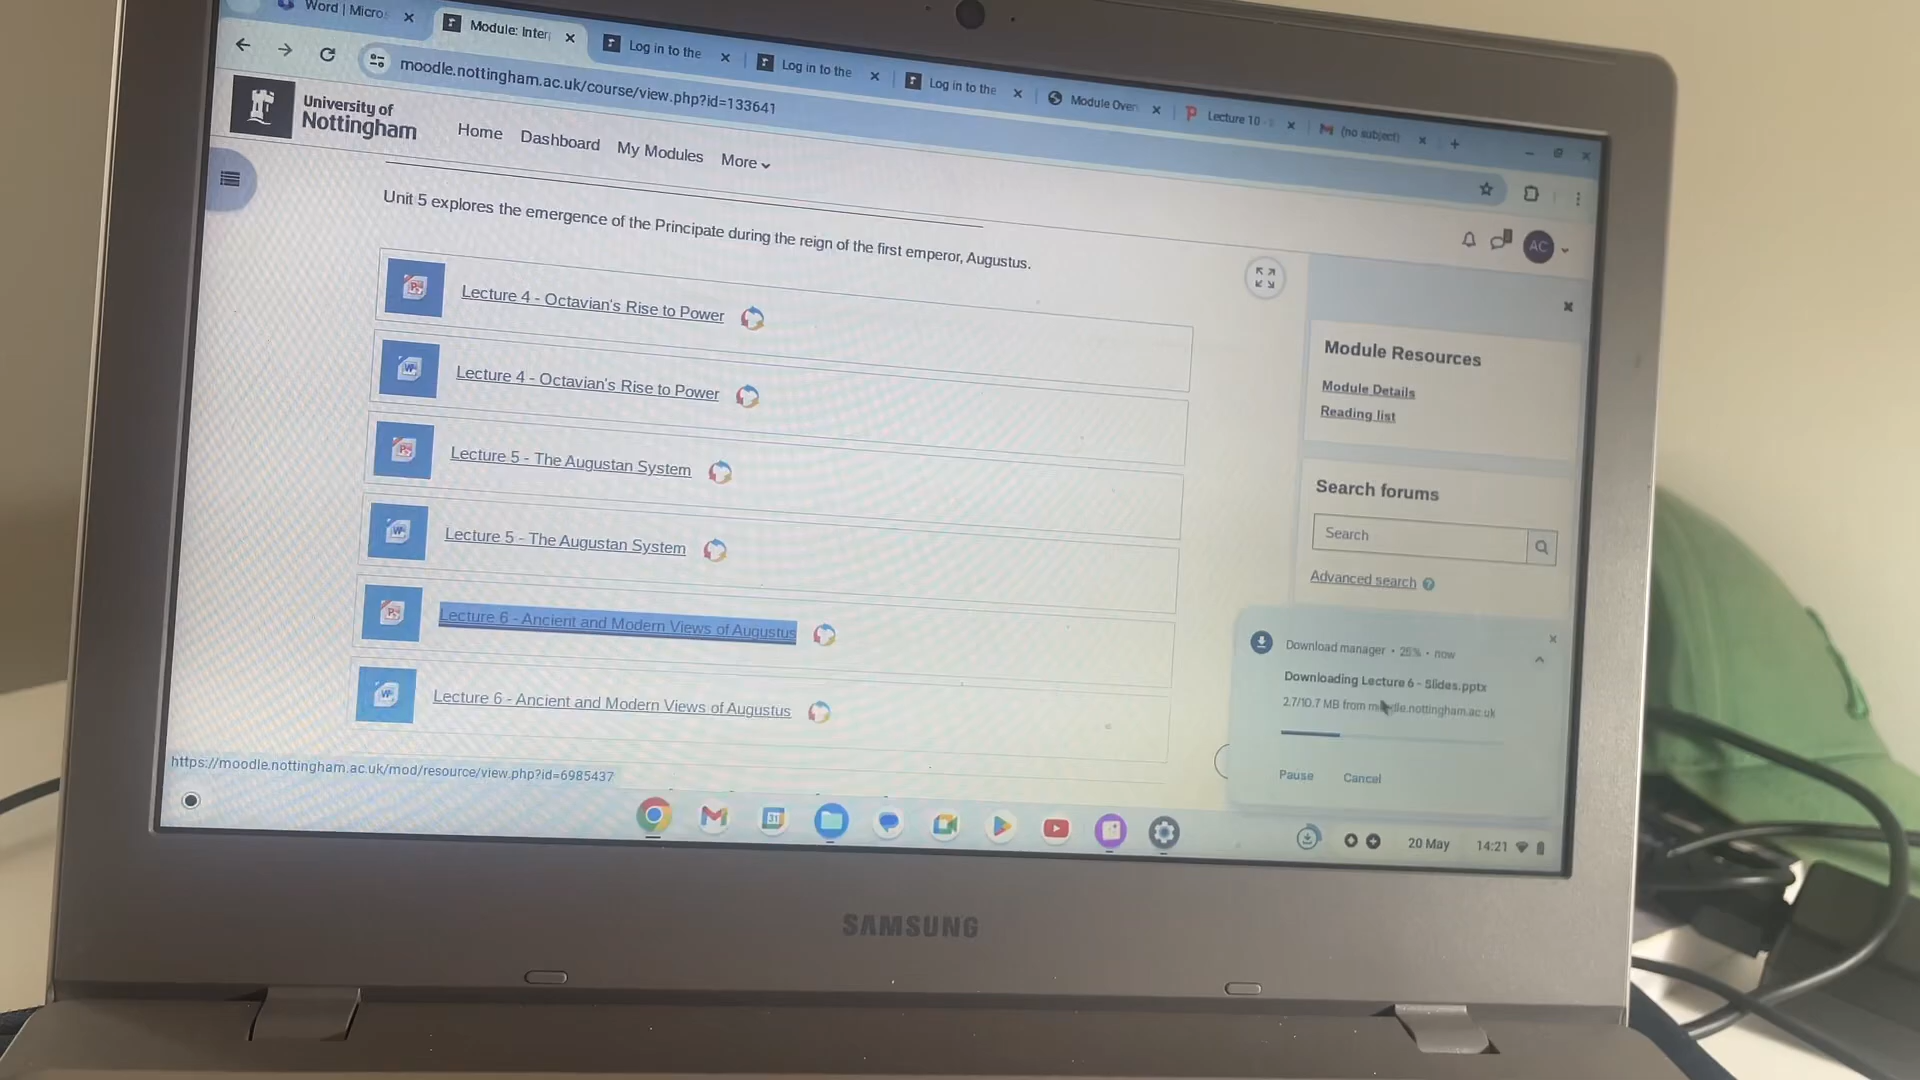 Word | Micros
Module: Inter
Log in to the
Log in to the
Log in to the
Module Over
Lecture 10 -
(no subject)
moodle.nottingham.ac.uk/course/view.php?id=133641
University of
Nottingham
Home
Dashboard
My Modules
More
AC
Unit 5 explores the emergence of the Principate during the reign of the first emperor, Augustus.
Lecture 4 - Octavian's Rise to Power
Lecture 4 - Octavian's Rise to Power
Lecture 5 - The Augustan System
Lecture 5 - The Augustan System
Lecture 6 - Ancient and Modern Views of Augustus
Lecture 6 - Ancient and Modern Views of Augustus
Module Resources
Module Details
Reading list
Search forums
Search
Advanced search
Download manager • 25% • now
Downloading Lecture 6 - Slides.pptx
2.7/10.7 MB from moodle.nottingham.ac.uk
Pause
Cancel
https://moodle.nottingham.ac.uk/mod/resource/view.php?id=6985437
31
20 May
14:21
SAMSUNG